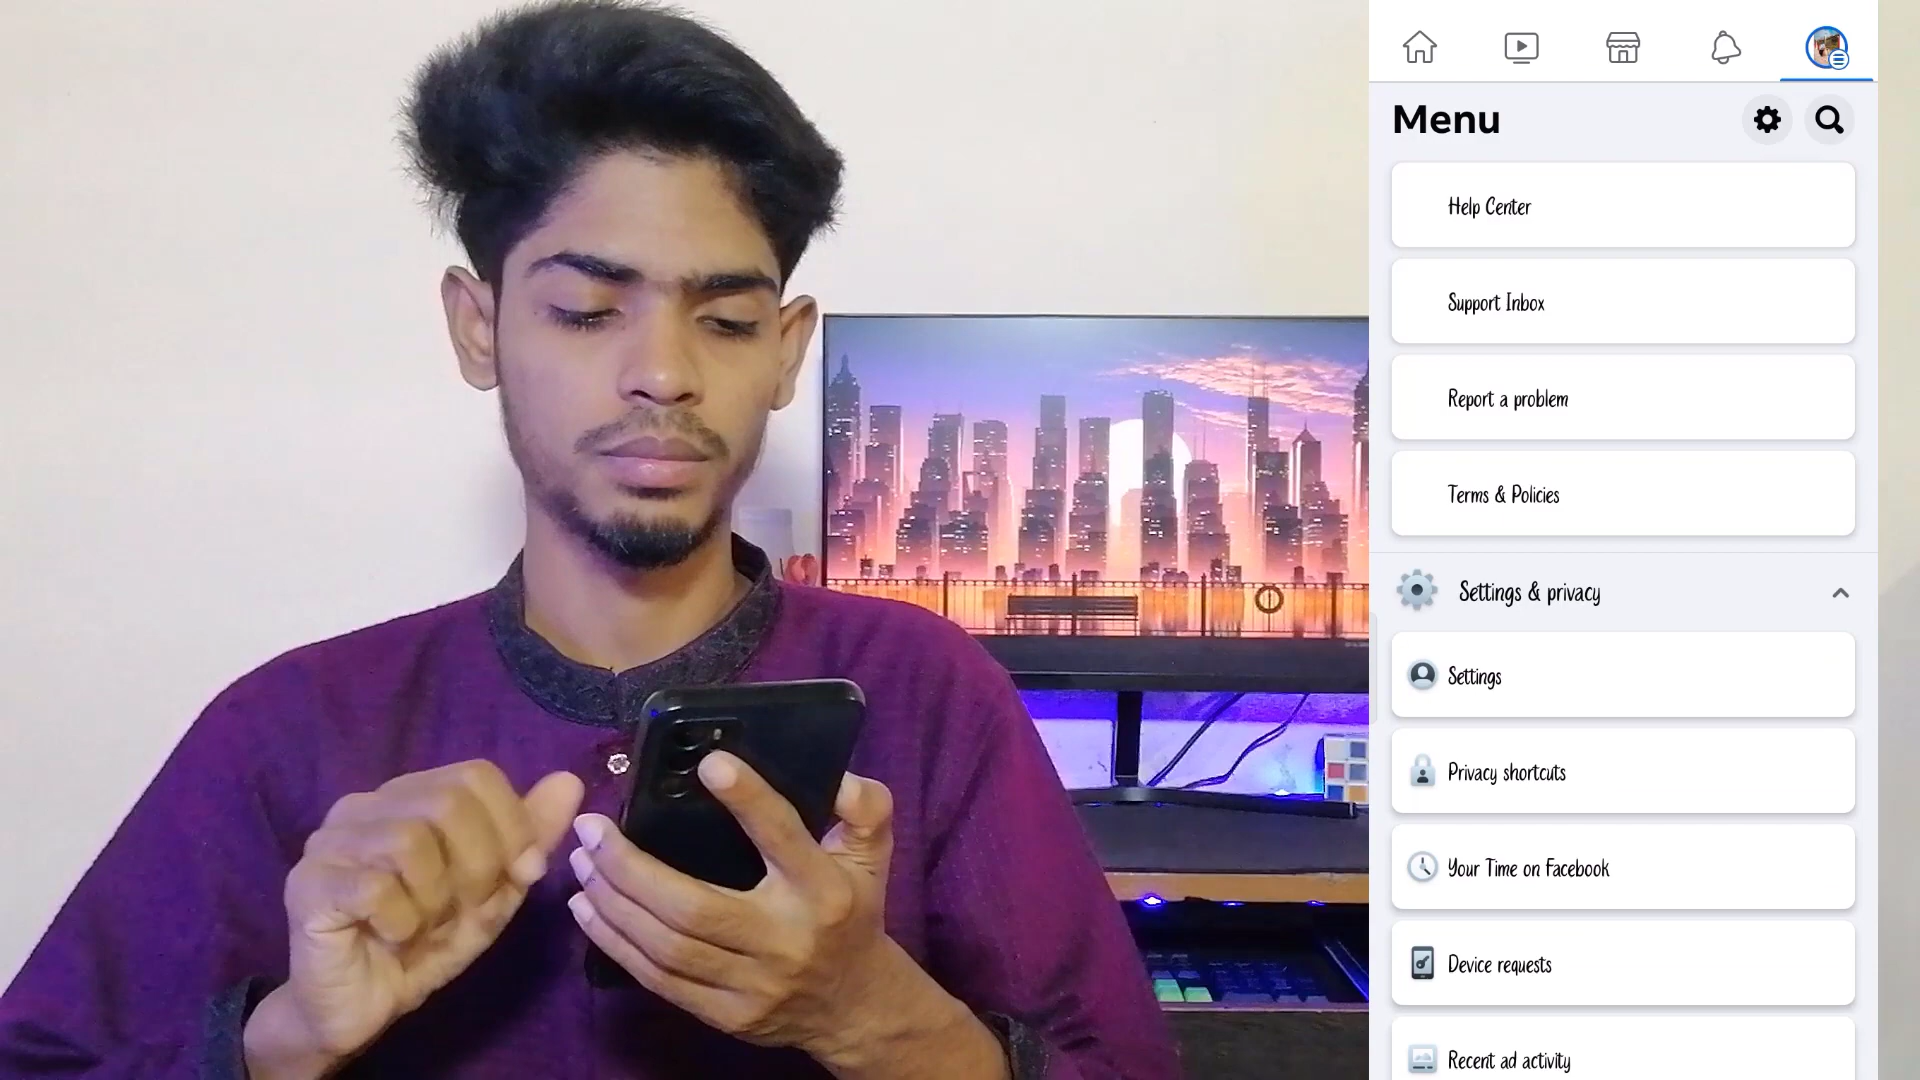 Menu
Help Center
Support Inbox
Report a problem
Terms & Policies
Settings & privacy
Settings
Privacy shortcuts
Your Time on Facebook
Device requests
Recent ad activity